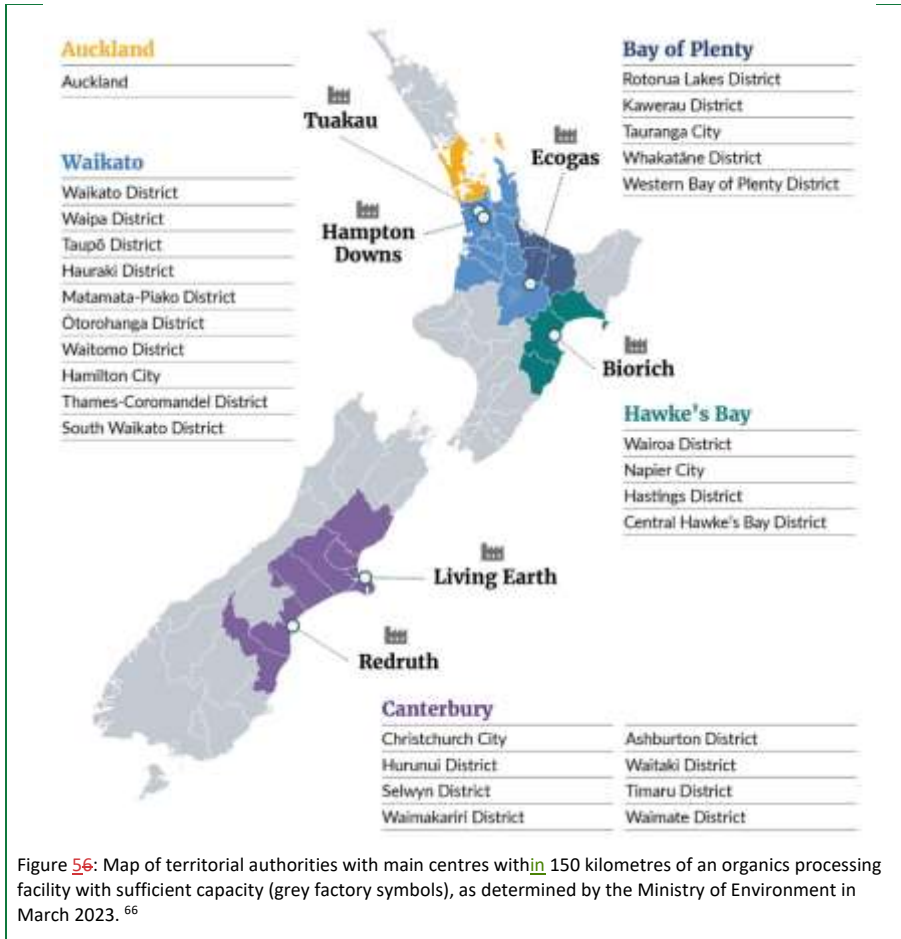 Auckland
Auckland
Waikato
Waikato District
Waipa District
Taupō District
Hauraki District
Matamata-Piako District
Ōtorohanga District
Waitomo District
Hamilton City
Thames-Coromandel District
South Waikato District
Tuakau
Hampton
Downs
Ecogas
Bay of Plenty
Rotorua Lakes District
Kawerau District
Tauranga City
Whakatāne District
Western Bay of Plenty District
Biorich
Hawke's Bay
Wairoa District
Napier City
Hastings District
Central Hawke's Bay District
Living Earth
Redruth
Canterbury
Christchurch City
Hurunui District
Selwyn District
Waimakariri District
Ashburton District
Waitaki District
Timaru District
Waimate District
Figure 56: Map of territorial authorities with main centres within 150 kilometres of an organics processing
facility with sufficient capacity (grey factory symbols), as determined by the Ministry of Environment in
March 2023. 66